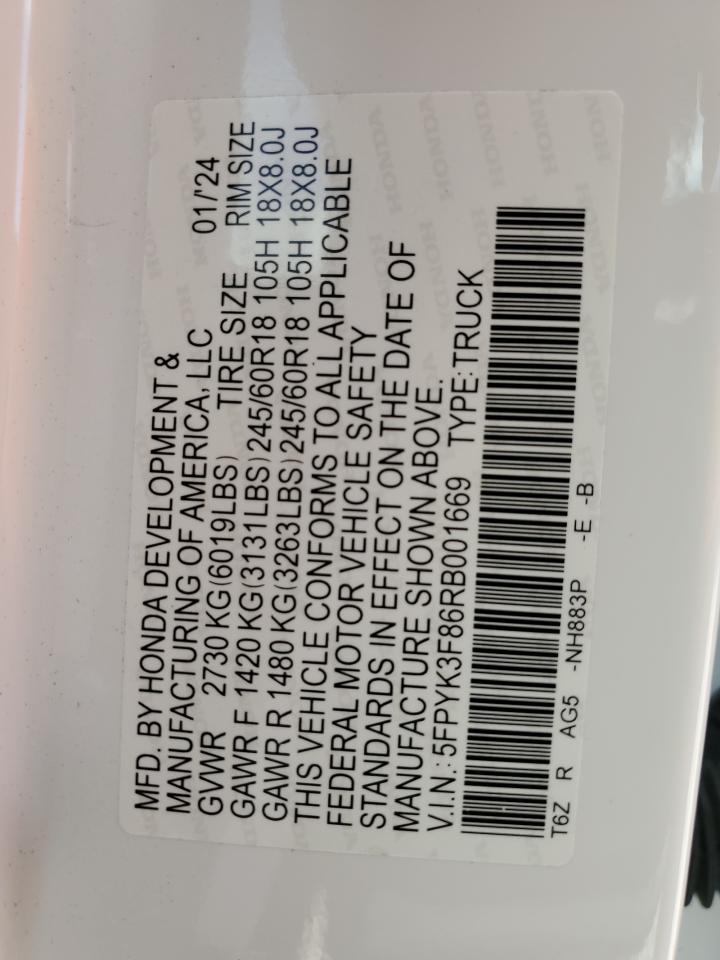 MFD. BY HONDA DEVELOPMENT &
MANUFACTURING OF AMERICA, LLC 01/'24
GVWR 2730 KG(6019LBS) TIRE SIZE RIM SIZE
GAWR F 1420 KG(3131LBS)245/60R18 105H 18X8.0J
GAWR R 1480 KG(3263LBS)245/60R18 105H 18X8.0J
THIS VEHICLE CONFORMS TO ALL APPLICABLE
FEDERAL MOTOR VEHICLE SAFETY
STANDARDS IN EFFECT ON THE DATE OF
MANUFACTURE SHOWN ABOVE.
V.I.N.: 5FPYK3F86RB001669 TYPE: TRUCK
T6Z R AG5 -NH883P -E -B